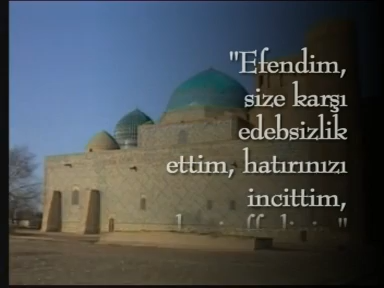 "Efendim,
size karşı
edebsizlik
ettim, hatırınızı
incittim,